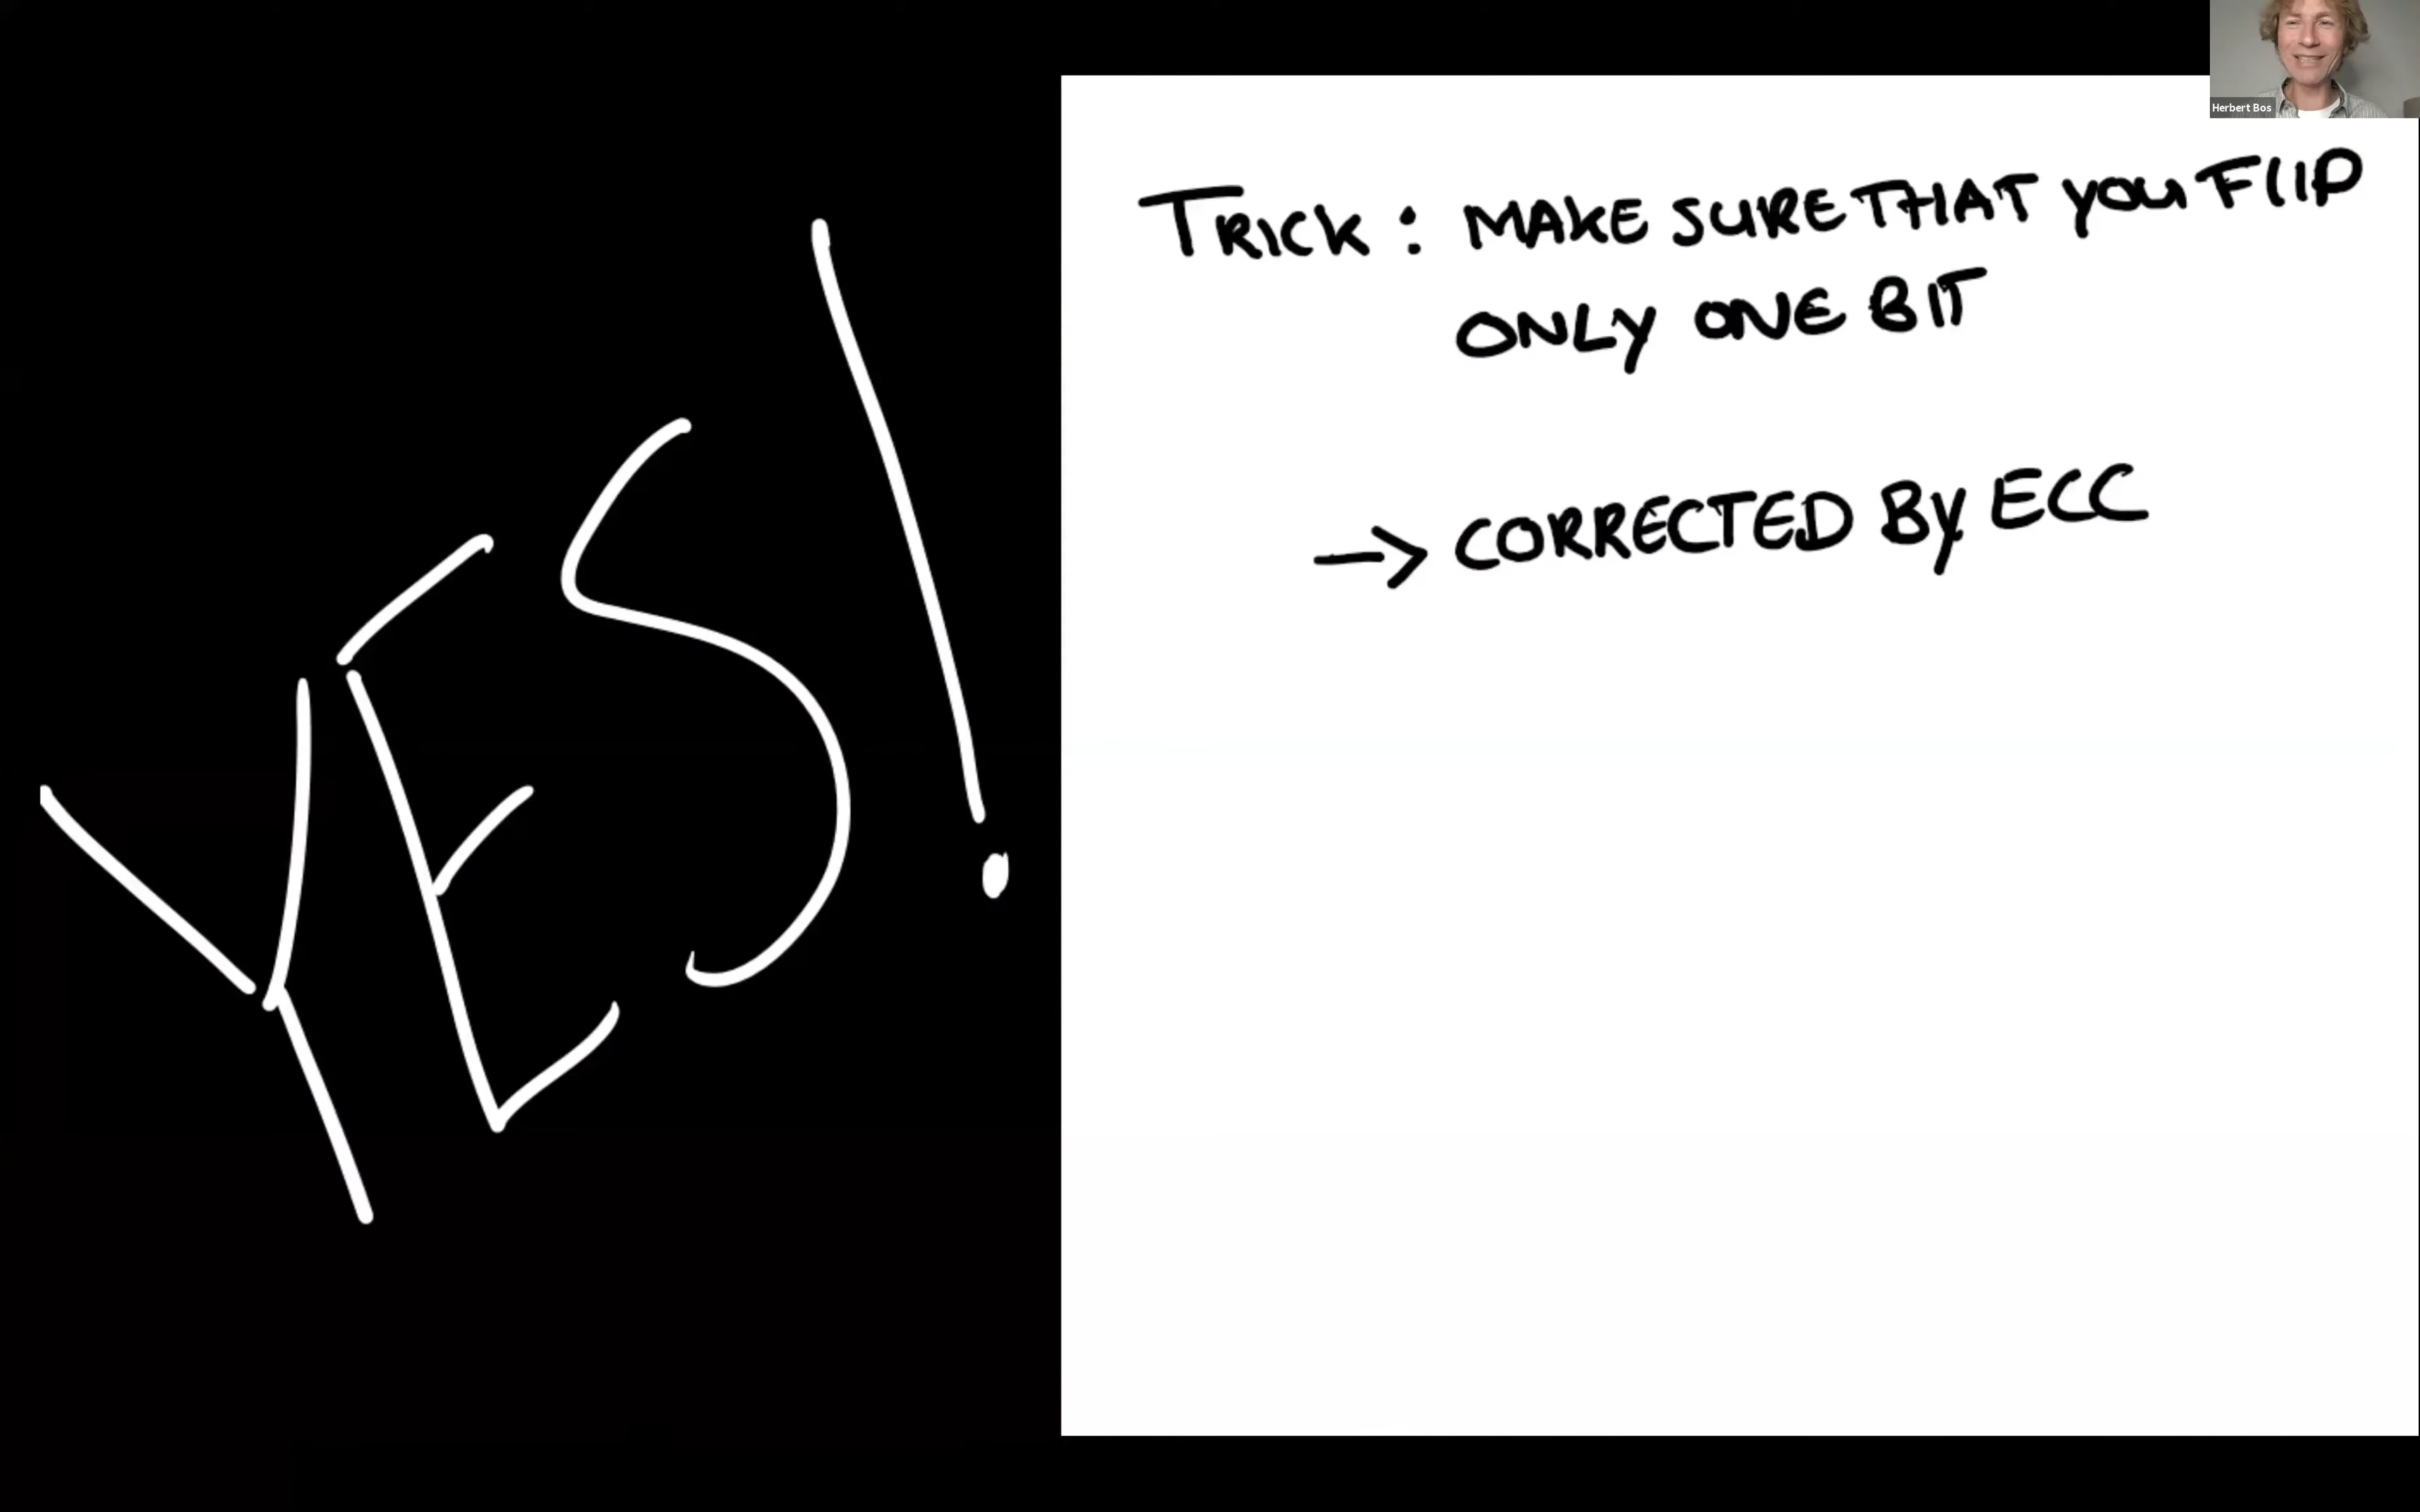 YES!
TRICK: MAKE SURE THAT YOU FLIP
ONLY ONE BIT
→ CORRECTED BY ECC
Herbert Bos